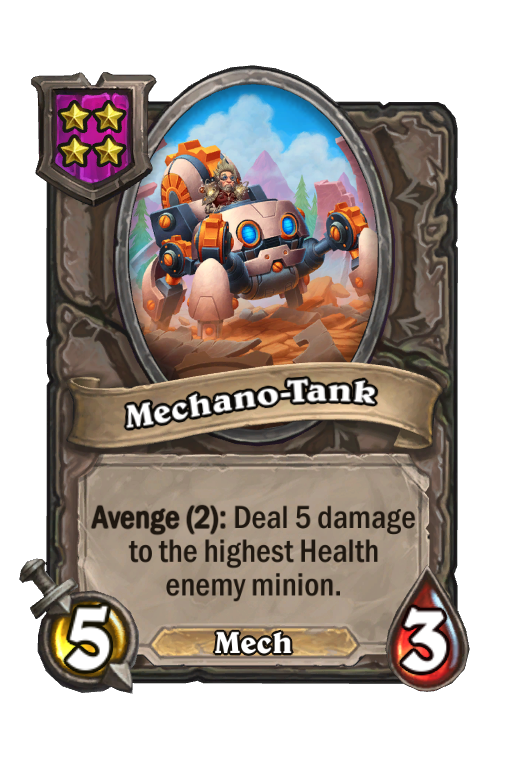 Mechano-Tank
Avenge (2): Deal 5 damage
to the highest Health
enemy minion.
5
Mech
3